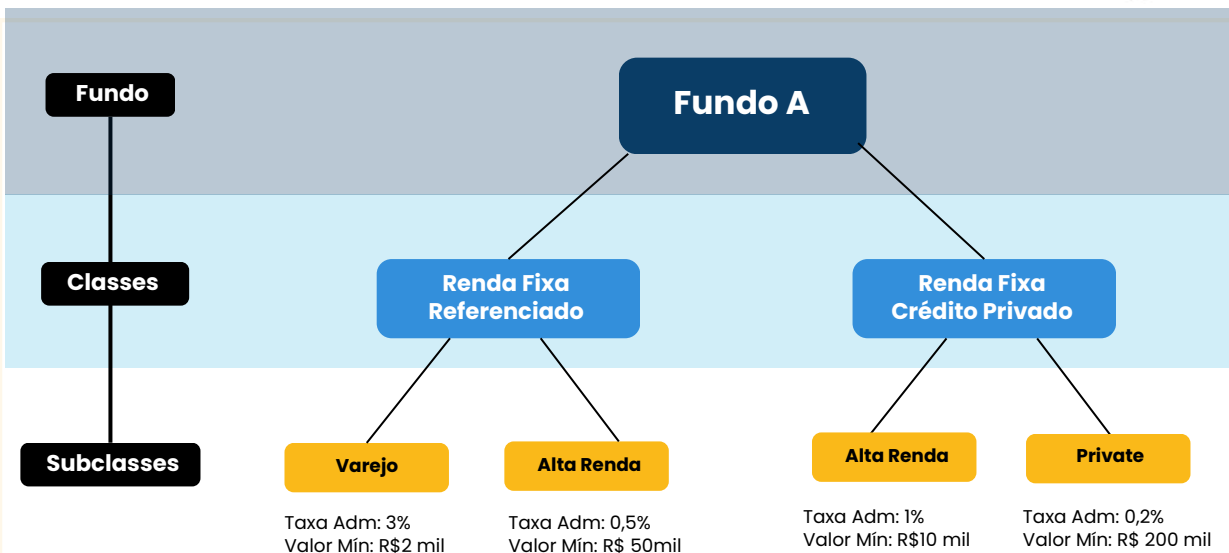 Fundo
Fundo A
Classes
Renda Fixa
Referenciado
Renda Fixa
Crédito Privado
Subclasses
Varejo
Alta Renda
Alta Renda
Private
Taxa Adm: 3%
Valor Mín: R$2 mil
Taxa Adm: 0,5%
Valor Mín: R$ 50mil
Taxa Adm: 1%
Valor Mín: R$10 mil
Taxa Adm: 0,2%
Valor Mín: R$ 200 mil